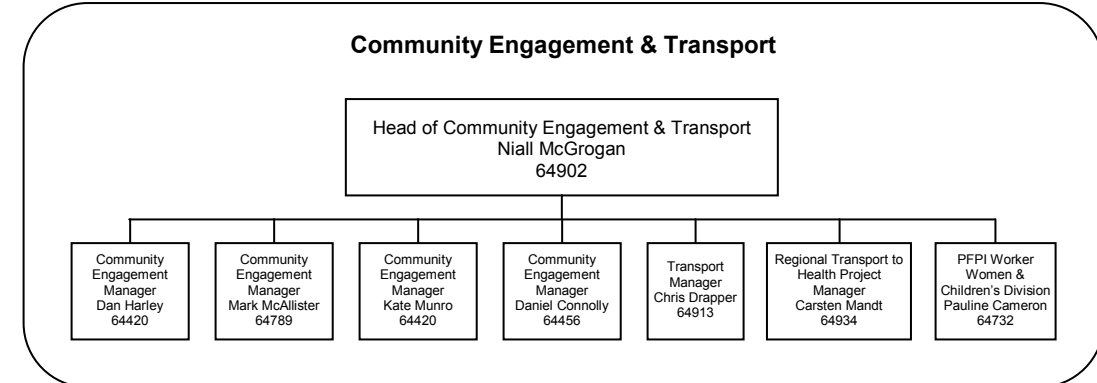 Community Engagement & Transport
Head of Community Engagement & Transport
Niall McGrogan
64902
Community
Engagement
Manager
Dan Harley
64420
Community
Engagement
Manager
Mark McAllister
64789
Community
Engagement
Manager
Kate Munro
64420
Community
Engagement
Manager
Daniel Connolly
64456
Transport
Manager
Chris Drapper
64913
Regional Transport to
Health Project
Manager
Carsten Mandt
64934
PFPI Worker
Women &
Children's Division
Pauline Cameron
64732